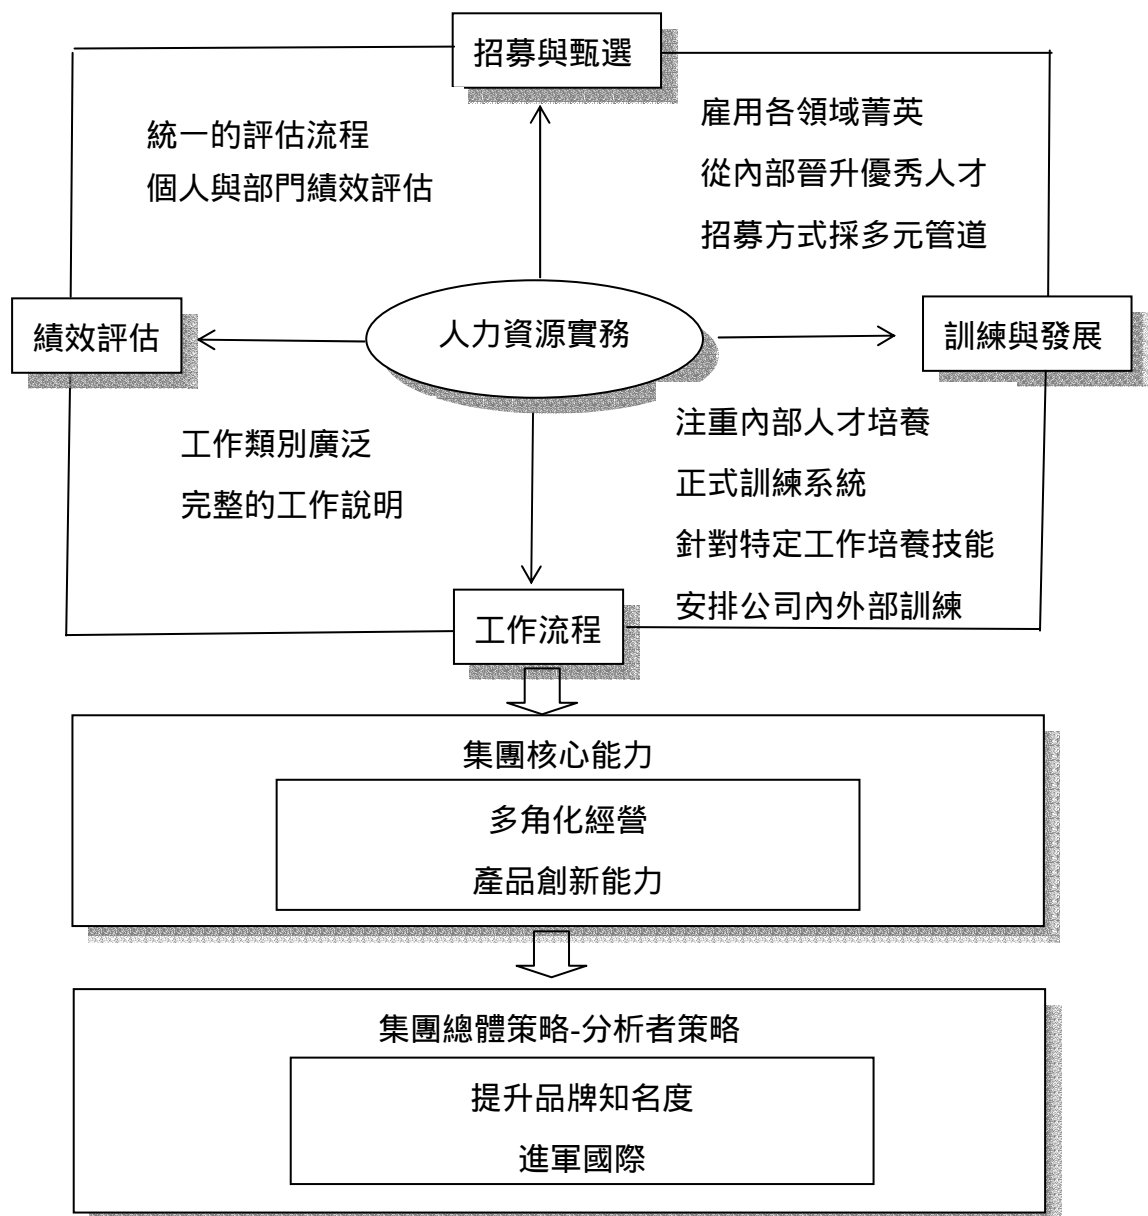 招募與甄選
統一的評估流程
個人與部門績效評估
雇用各領域菁英
從內部晉升優秀人才
招募方式採多元管道
績效評估
人力資源實務
訓練與發展
工作類別廣泛
完整的工作說明
注重內部人才培養
正式訓練系統
針對特定工作培養技能
安排公司內外部訓練
工作流程
集團核心能力
多角化經營
產品創新能力
集團總體策略-分析者策略
提升品牌知名度
進軍國際